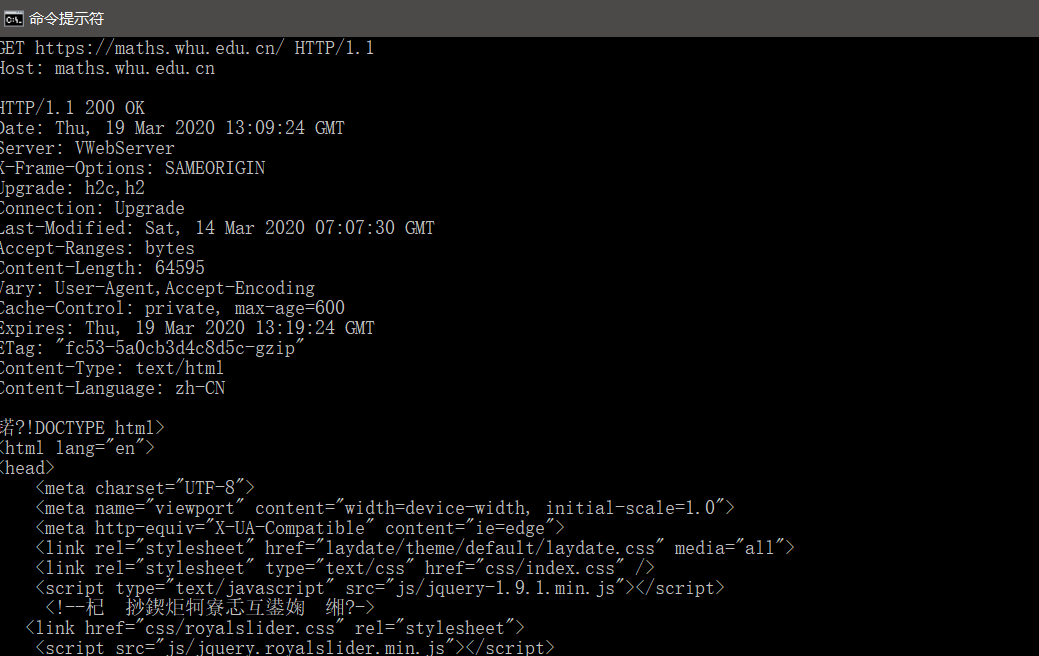 命令提示符
GET https://maths.whu.edu.cn/ HTTP/1.1
Host: maths.whu.edu.cn
HTTP/1.1 200 OK
Date: Thu, 19 Mar 2020 13:09:24 GMT
Server: VWebServer
X-Frame-Options: SAMEORIGIN
Upgrade: h2c,h2
Connection: Upgrade
Last-Modified: Sat, 14 Mar 2020 07:07:30 GMT
Accept-Ranges: bytes
Content-Length: 64595
Vary: User-Agent,Accept-Encoding
Cache-Control: private, max-age=600
Expires: Thu, 19 Mar 2020 13:19:24 GMT
ETag: "fc53-5a0cb3d4c8d5c-gzip"
Content-Type: text/html
Content-Language: zh-CN
锘?!DOCTYPE html>
<html lang="en">
<head>
<meta charset="UTF-8">
<meta name="viewport" content="width=device-width, initial-scale=1.0">
<meta http-equiv="X-UA-Compatible" content="ie=edge">
<link rel="stylesheet" href="laydate/theme/default/laydate.css" media="all">
<link rel="stylesheet" type="text/css" href="css/index.css" />
<script type="text/javascript" src="js/jquery-1.9.1.min.js"></script>
<!--杞 挱鍥炬牱寮忎互鍙婅 缃?->
<link href="css/royalslider.css" rel="stylesheet">
<script src="js/jquery.royalslider.min.js"></script>